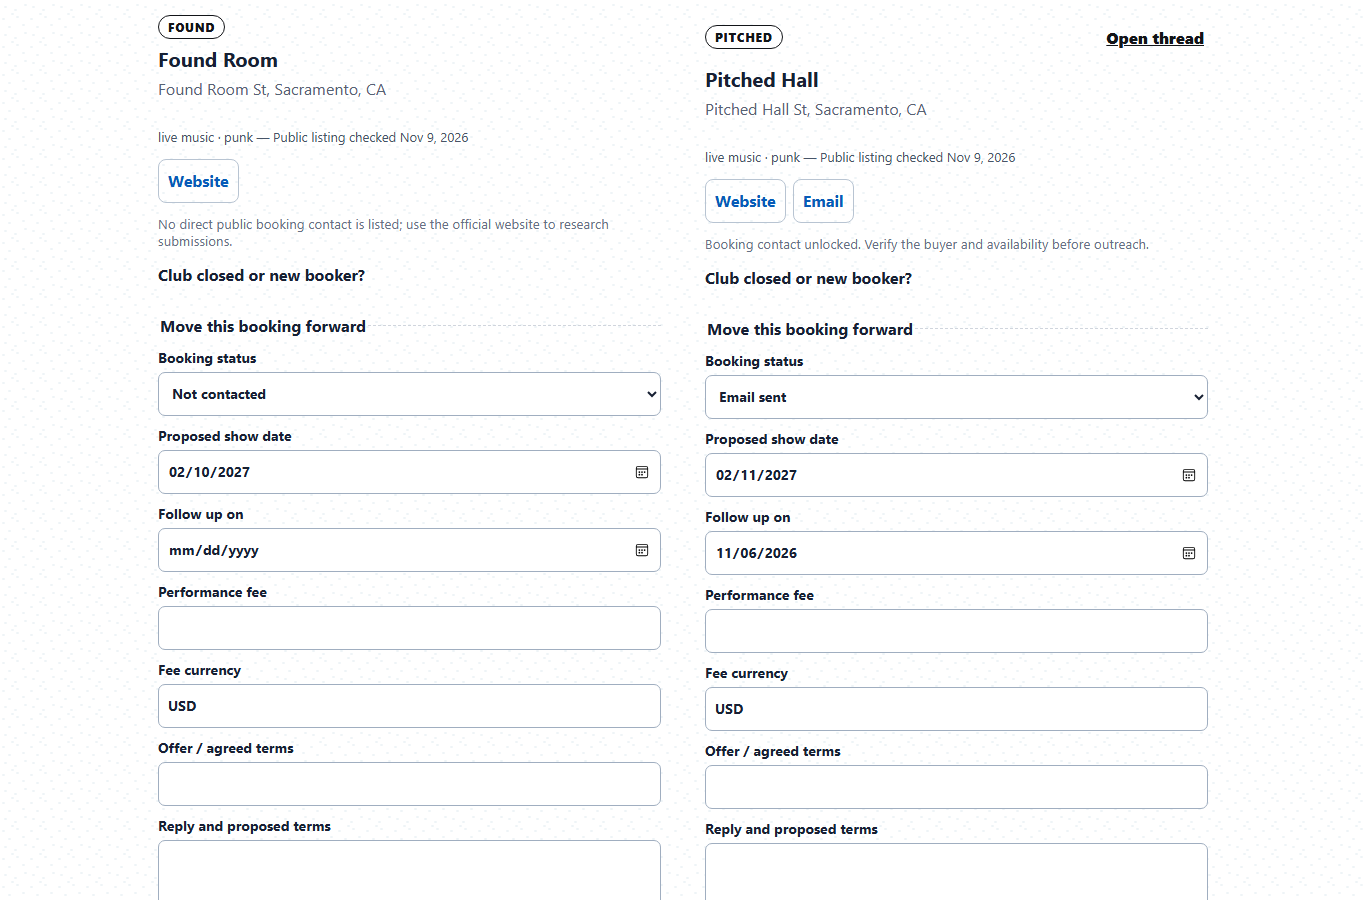 FOUND
Found Room
Found Room St, Sacramento, CA
live music · punk — Public listing checked Nov 9, 2026
Website
No direct public booking contact is listed; use the official website to research
submissions.
Club closed or new booker?
Move this booking forward
Booking status
Not contacted
Proposed show date
02/10/2027
Follow up on
mm/dd/yyyy
Performance fee
Fee currency
USD
Offer / agreed terms
Reply and proposed terms
PITCHED
Open thread
Pitched Hall
Pitched Hall St, Sacramento, CA
live music · punk — Public listing checked Nov 9, 2026
Website
Email
Booking contact unlocked. Verify the buyer and availability before outreach.
Club closed or new booker?
Move this booking forward
Booking status
Email sent
Proposed show date
02/11/2027
Follow up on
11/06/2026
Performance fee
Fee currency
USD
Offer / agreed terms
Reply and proposed terms